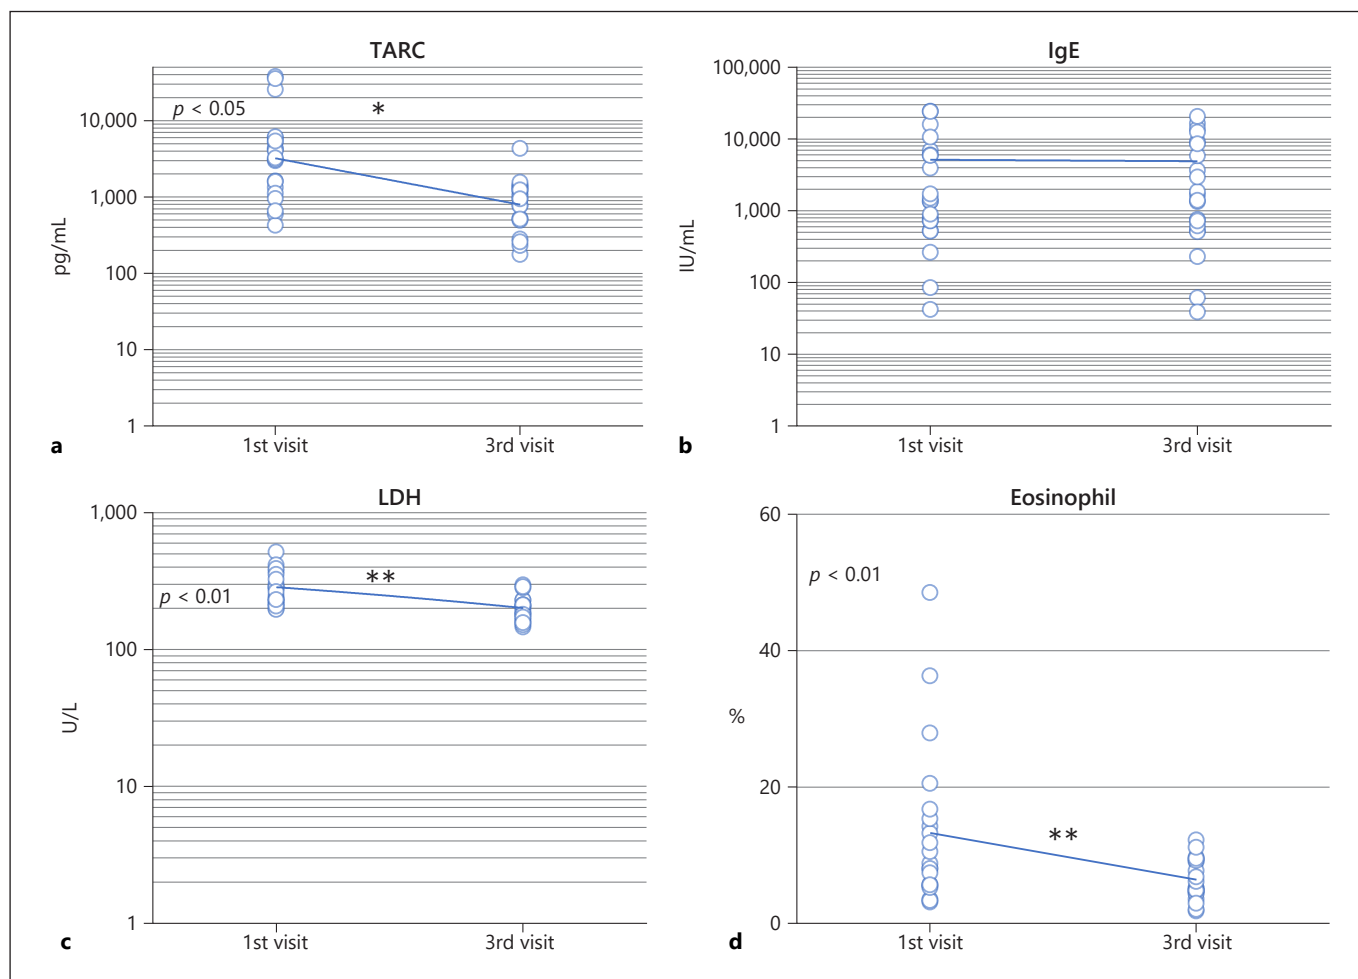 TARC
10,000
1,000
100
10
1
pg/mL
p < 0.05
*
1st visit
3rd visit
a
IgE
100,000
10,000
1,000
100
10
1
IU/mL
1st visit
3rd visit
b
LDH
1,000
100
10
1
U/L
p < 0.01
**
1st visit
3rd visit
c
Eosinophil
60
40
20
0
%
p < 0.01
**
1st visit
3rd visit
d